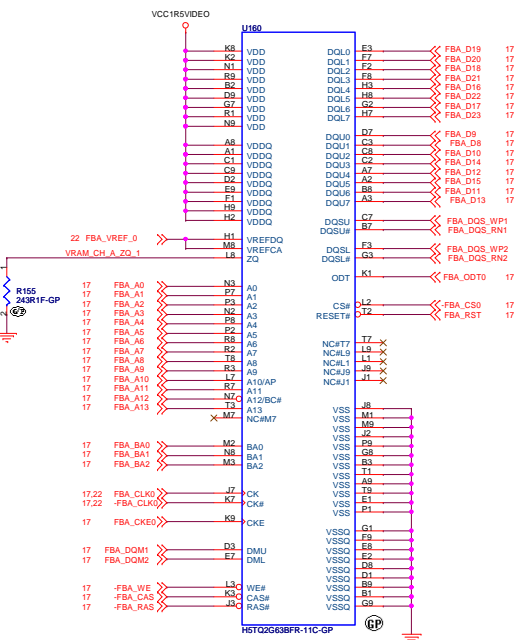 VCC1R5VIDEO
U160
K8 VDD
K2 VDD
N1 VDD
R9 VDD
B2 VDD
D9 VDD
G7 VDD
R1 VDD
N9 VDD
A8 VDDQ
A1 VDDQ
C1 VDDQ
C9 VDDQ
D2 VDDQ
E9 VDDQ
F1 VDDQ
H9 VDDQ
H2 VDDQ
22 FBA_VREF_0 H1 VREFDQ
M8 VREFCA
VRAM_CH_A_ZQ_1 L8 ZQ
1
R155
243R1F-GP
2
17 FBA_A0 N3 A0
17 FBA_A1 P7 A1
17 FBA_A2 P3 A2
17 FBA_A3 N2 A3
17 FBA_A4 P8 A4
17 FBA_A5 P2 A5
17 FBA_A6 R8 A6
17 FBA_A7 R2 A7
17 FBA_A8 T8 A8
17 FBA_A9 R3 A9
17 FBA_A10 L7 A10/AP
17 FBA_A11 R7 A11
17 FBA_A12 N7 A12/BC#
17 FBA_A13 T3 A13
M7 NC#M7
17 FBA_BA0 M2 BA0
17 FBA_BA1 N8 BA1
17 FBA_BA2 M3 BA2
17,22 FBA_CLK0 J7 CK
17,22 -FBA_CLK0 K7 CK#
17 FBA_CKE0 K9 CKE
17 FBA_DQM1 D3 DMU
17 FBA_DQM2 E7 DML
17 -FBA_WE L3 WE#
17 -FBA_CAS K3 CAS#
17 -FBA_RAS J3 RAS#
DQL0 E3 FBA_D19 17
DQL1 F7 FBA_D20 17
DQL2 F2 FBA_D18 17
DQL3 F8 FBA_D21 17
DQL4 H3 FBA_D16 17
DQL5 H8 FBA_D22 17
DQL6 G2 FBA_D17 17
DQL7 H7 FBA_D23 17
DQU0 D7 FBA_D9 17
DQU1 C3 FBA_D8 17
DQU2 C8 FBA_D10 17
DQU3 C2 FBA_D14 17
DQU4 A7 FBA_D12 17
DQU5 A2 FBA_D15 17
DQU6 B8 FBA_D11 17
DQU7 A3 FBA_D13 17
DQSU C7 FBA_DQS_WP1 17
DQSU# B7 FBA_DQS_RN1 17
DQSL F3 FBA_DQS_WP2 17
DQSL# G3 FBA_DQS_RN2 17
ODT K1 FBA_ODT0 17
CS# L2 -FBA_CS0 17
RESET# T2 FBA_RST 17
NC#T7 T7
NC#L9 L9
NC#L1 L1
NC#J9 J9
NC#J1 J1
VSS J8
VSS M1
VSS M9
VSS J2
VSS P9
VSS G8
VSS B3
VSS T1
VSS A9
VSS T9
VSS E1
VSS P1
VSSQ G1
VSSQ F9
VSSQ E8
VSSQ E2
VSSQ D8
VSSQ D1
VSSQ B9
VSSQ B1
VSSQ G9
GP
H5TQ2G63BFR-11C-GP